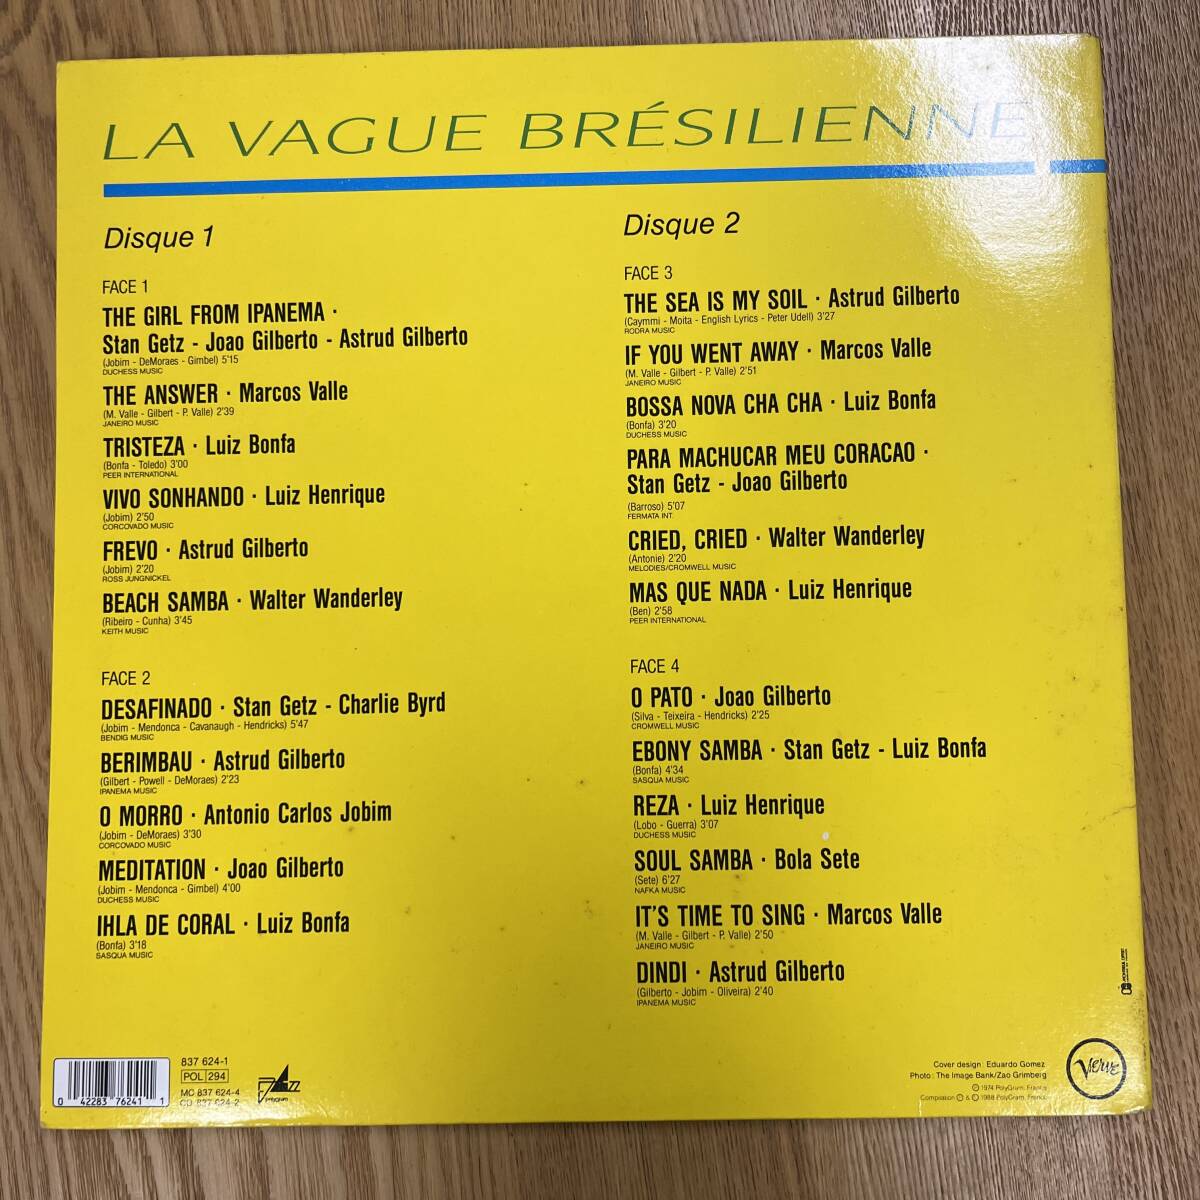 LA VAGUE BRÉSILIENNE
Disque 1
FACE 1
THE GIRL FROM IPANEMA ·
Stan Getz - Joao Gilberto - Astrud Gilberto
(Jobim - DeMoraes - Gimbel) 5'15
DUCHESS MUSIC
THE ANSWER · Marcos Valle
(M. Valle - Gilbert - P. Valle) 2'39
JANEIRO MUSIC
TRISTEZA · Luiz Bonfa
(Bonfa - Toledo) 3'00
PEER INTERNATIONAL
VIVO SONHANDO · Luiz Henrique
(Jobim) 2'50
CORCOVADO MUSIC
FREVO · Astrud Gilberto
(Jobim) 2'20
ROSS JUNGNICKEL
BEACH SAMBA · Walter Wanderley
(Ribeiro - Cunha) 3'45
KEITH MUSIC
FACE 2
DESAFINADO · Stan Getz - Charlie Byrd
(Jobim - Mendonca - Cavanaugh - Hendricks) 5'47
BENDIG MUSIC
BERIMBAU · Astrud Gilberto
(Gilbert - Powell - DeMoraes) 2'23
IPANEMA MUSIC
O MORRO · Antonio Carlos Jobim
(Jobim - DeMoraes) 3'30
CORCOVADO MUSIC
MEDITATION · Joao Gilberto
(Jobim - Mendonca - Gimbel) 4'00
DUCHESS MUSIC
IHLA DE CORAL · Luiz Bonfa
(Bonfa) 3'18
SASQUA MUSIC
Disque 2
FACE 3
THE SEA IS MY SOIL · Astrud Gilberto
(Caymmi - Moita - English Lyrics - Peter Udell) 3'27
RODRA MUSIC
IF YOU WENT AWAY · Marcos Valle
(M. Valle - Gilbert - P. Valle) 2'51
JANEIRO MUSIC
BOSSA NOVA CHA CHA · Luiz Bonfa
(Bonfa) 3'20
DUCHESS MUSIC
PARA MACHUCAR MEU CORACAO ·
Stan Getz - Joao Gilberto
(Barroso) 5'07
FERMATA INT.
CRIED, CRIED · Walter Wanderley
(Antonie) 2'20
MELODIES/CROMWELL MUSIC
MAS QUE NADA · Luiz Henrique
(Ben) 2'58
PEER INTERNATIONAL
FACE 4
O PATO · Joao Gilberto
(Silva - Teixeira - Hendricks) 2'25
CROMWELL MUSIC
EBONY SAMBA · Stan Getz - Luiz Bonfa
(Bonfa) 4'34
SASQUA MUSIC
REZA · Luiz Henrique
(Lobo - Guerra) 3'07
DUCHESS MUSIC
SOUL SAMBA · Bola Sete
(Sete) 6'27
NAFKA MUSIC
IT'S TIME TO SING · Marcos Valle
(M. Valle - Gilbert - P. Valle) 2'50
JANEIRO MUSIC
DINDI · Astrud Gilberto
(Gilberto - Jobim - Oliveira) 2'40
IPANEMA MUSIC
0 42283 76241 1
837 624-1
POL 294
MC 837 624-4
CD 837 624-2
JAZZ
polygram
Cover design : Eduardo Gomez
Photo : The Image Bank/Zao Grimberg
℗ 1974 PolyGram, France
Compilation ℗ & © 1988 PolyGram, France
Verve